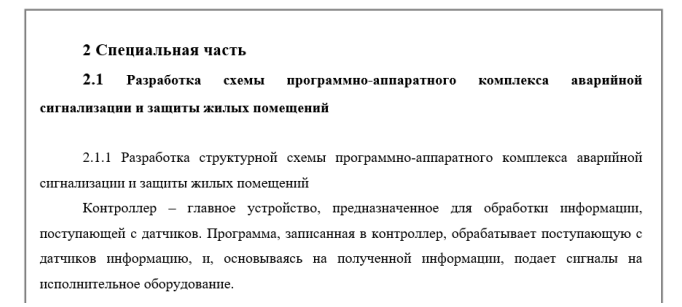 2 Специальная часть
2.1 Разработка схемы программно-аппаратного комплекса аварийной
сигнализации и защиты жилых помещений
2.1.1 Разработка структурной схемы программно-аппаратного комплекса аварийной
сигнализации и защиты жилых помещений
Контроллер – главное устройство, предназначенное для обработки информации,
поступающей с датчиков. Программа, записанная в контроллер, обрабатывает поступающую с
датчиков информацию, и, основываясь на полученной информации, подает сигналы на
исполнительное оборудование.